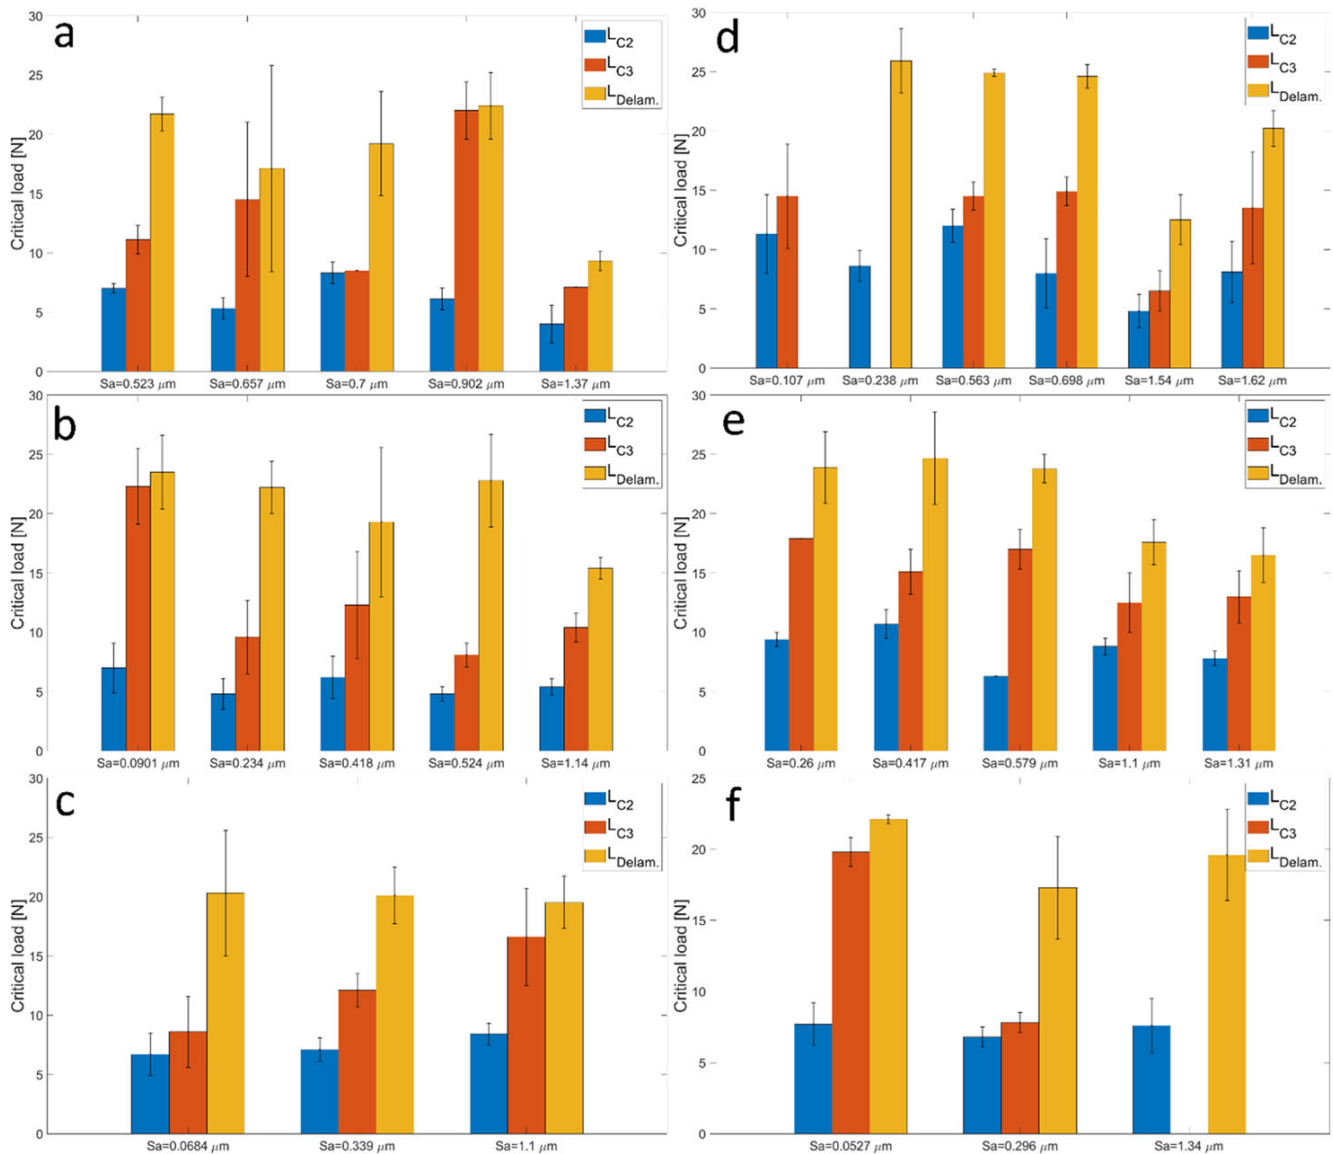 a
Critical load [N]
30
25
20
15
10
5
0
L_C2
L_C3
L_Delam.
Sa=0.523 μm Sa=0.657 μm Sa=0.7 μm Sa=0.902 μm Sa=1.37 μm
d
Critical load [N]
30
25
20
15
10
5
0
L_C2
L_C3
L_Delam.
Sa=0.107 μm Sa=0.238 μm Sa=0.563 μm Sa=0.698 μm Sa=1.54 μm Sa=1.62 μm
b
Critical load [N]
30
25
20
15
10
5
0
L_C2
L_C3
L_Delam.
Sa=0.0901 μm Sa=0.234 μm Sa=0.418 μm Sa=0.524 μm Sa=1.14 μm
e
Critical load [N]
30
25
20
15
10
5
0
L_C2
L_C3
L_Delam.
Sa=0.26 μm Sa=0.417 μm Sa=0.579 μm Sa=1.1 μm Sa=1.31 μm
c
Critical load [N]
30
25
20
15
10
5
0
L_C2
L_C3
L_Delam.
Sa=0.0684 μm Sa=0.339 μm Sa=1.1 μm
f
Critical load [N]
25
20
15
10
5
0
L_C2
L_C3
L_Delam.
Sa=0.0527 μm Sa=0.296 μm Sa=1.34 μm